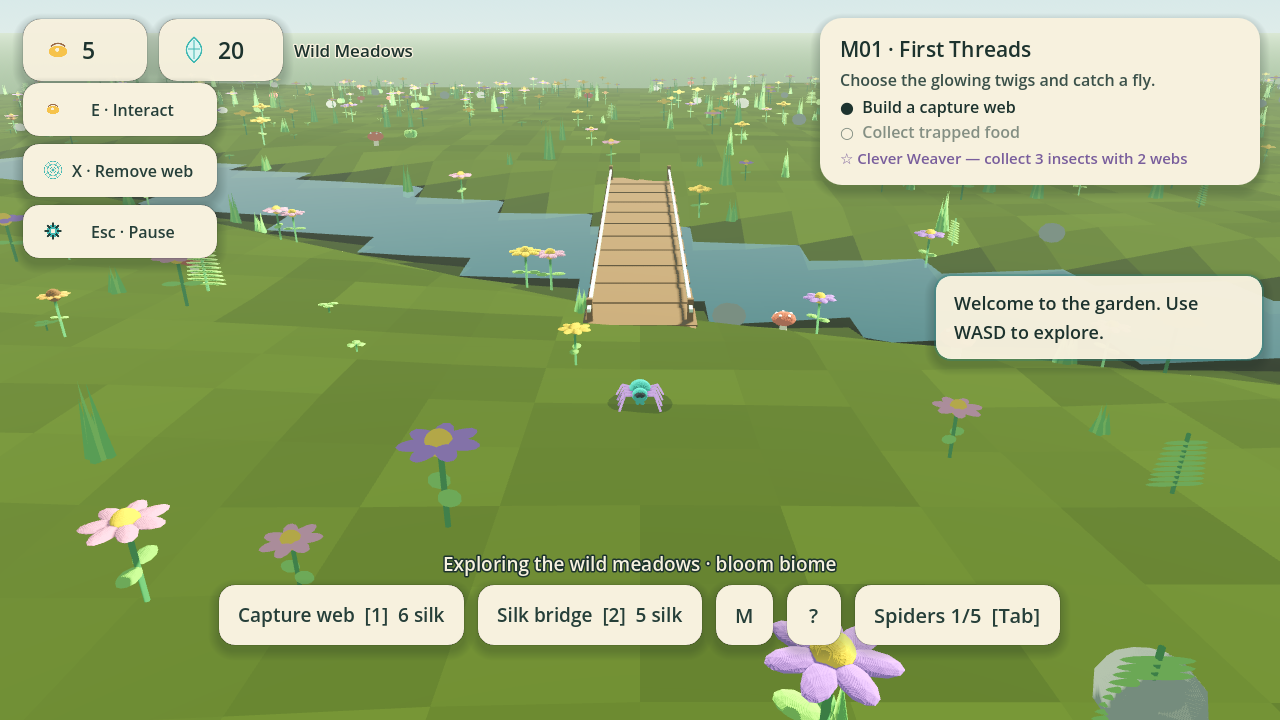 5
20
Wild Meadows
E · Interact
X · Remove web
Esc · Pause
M01 · First Threads
Choose the glowing twigs and catch a fly.
● Build a capture web
○ Collect trapped food
☆ Clever Weaver — collect 3 insects with 2 webs
Welcome to the garden. Use
WASD to explore.
Exploring the wild meadows · bloom biome
Capture web [1] 6 silk
Silk bridge [2] 5 silk
M
?
Spiders 1/5 [Tab]